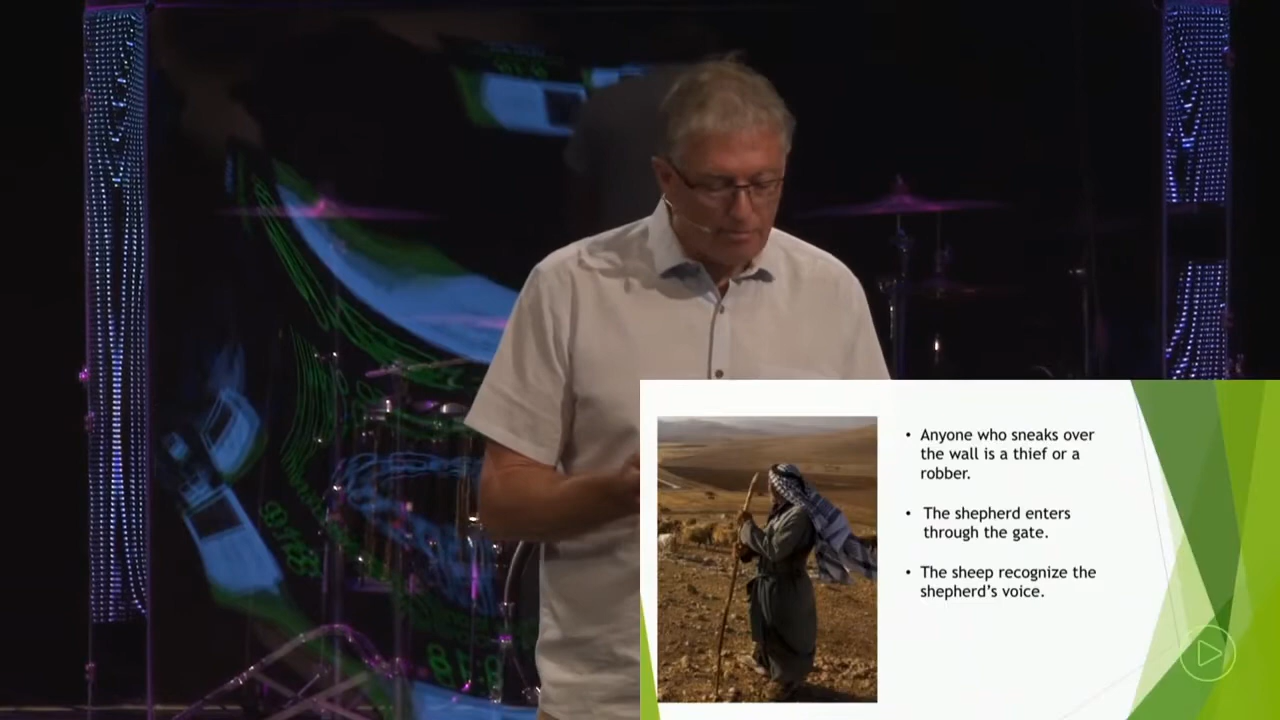 • Anyone who sneaks over
the wall is a thief or a
robber.
• The shepherd enters
through the gate.
• The sheep recognize the
shepherd's voice.